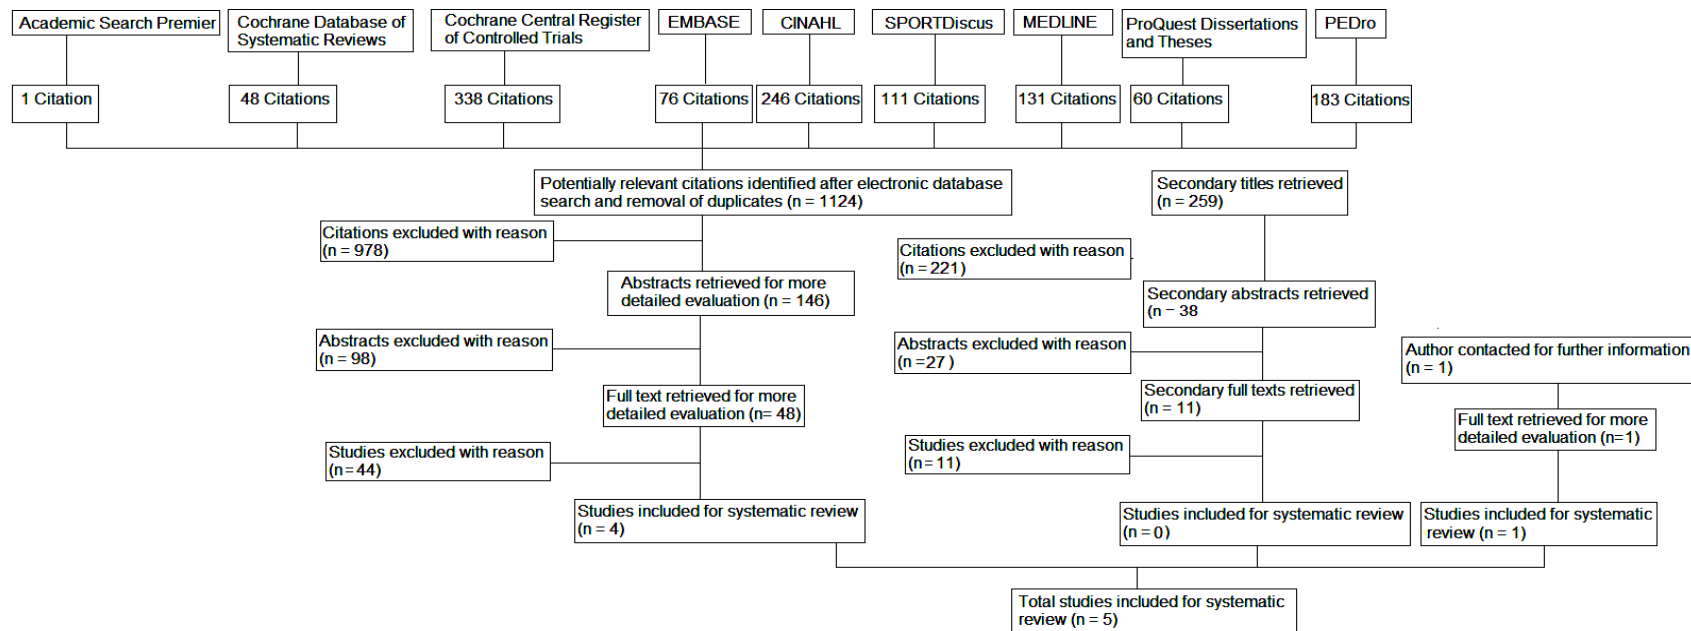 Academic Search Premier
Cochrane Database of
Systematic Reviews
Cochrane Central Register
of Controlled Trials
EMBASE
CINAHL
SPORTDiscus
MEDLINE
ProQuest Dissertations
and Theses
PEDro
1 Citation
48 Citations
338 Citations
76 Citations
246 Citations
111 Citations
131 Citations
60 Citations
183 Citations
Potentially relevant citations identified after electronic database
search and removal of duplicates (n = 1124)
Secondary titles retrieved
(n = 259)
Citations excluded with reason
(n = 978)
Citations excluded with reason
(n = 221)
Abstracts retrieved for more
detailed evaluation (n = 146)
Secondary abstracts retrieved
(n = 38
Abstracts excluded with reason
(n = 98)
Abstracts excluded with reason
(n =27 )
Author contacted for further information
(n = 1)
Full text retrieved for more
detailed evaluation (n= 48)
Secondary full texts retrieved
(n = 11)
Full text retrieved for more
detailed evaluation (n=1)
Studies excluded with reason
(n= 44)
Studies excluded with reason
(n =11)
Studies included for systematic review
(n = 4)
Studies included for systematic review
(n = 0)
Studies included for systematic
review (n = 1)
Total studies included for systematic
review (n = 5)